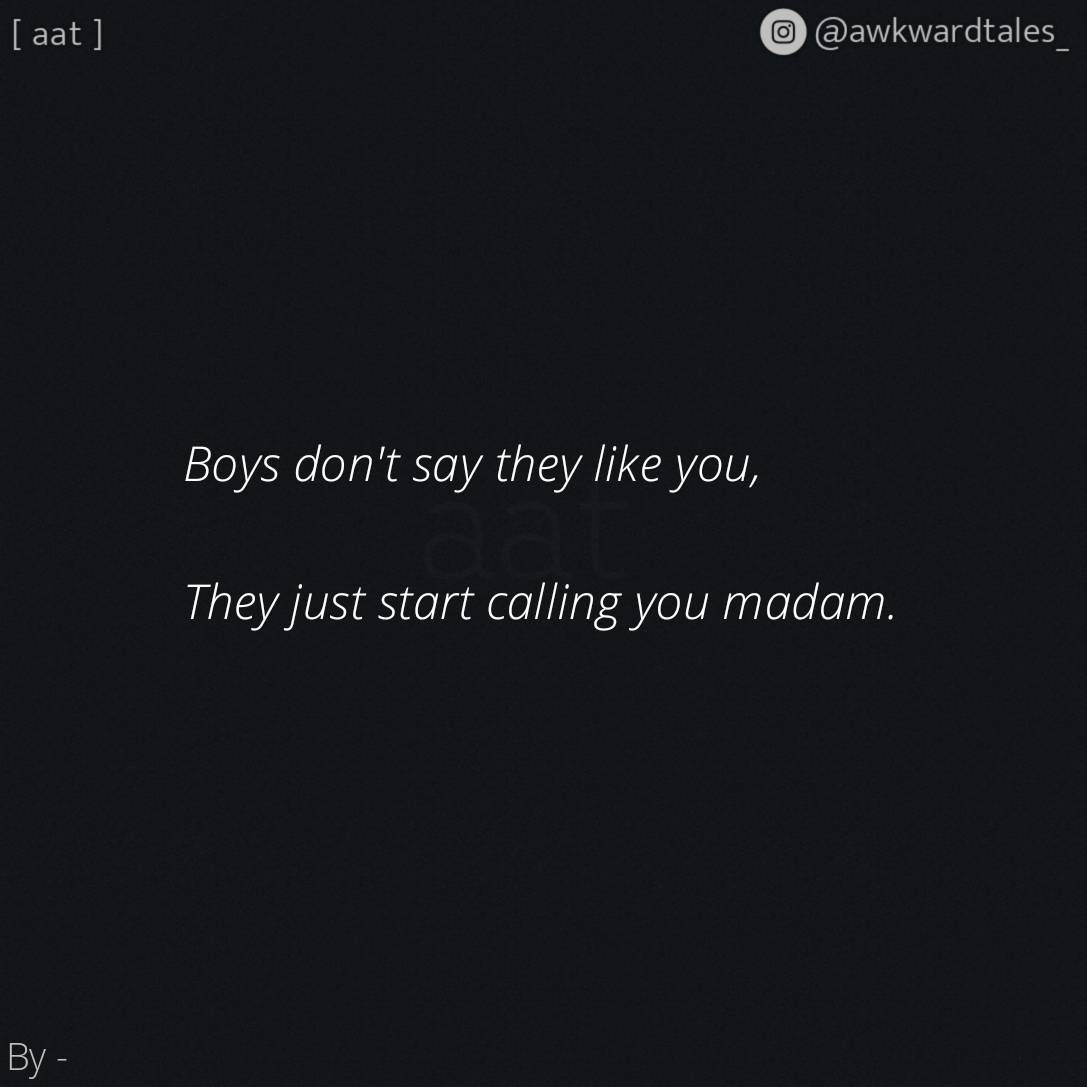 [ aat ]
@awkwardtales_
Boys don't say they like you,
aat
They just start calling you madam.
By -